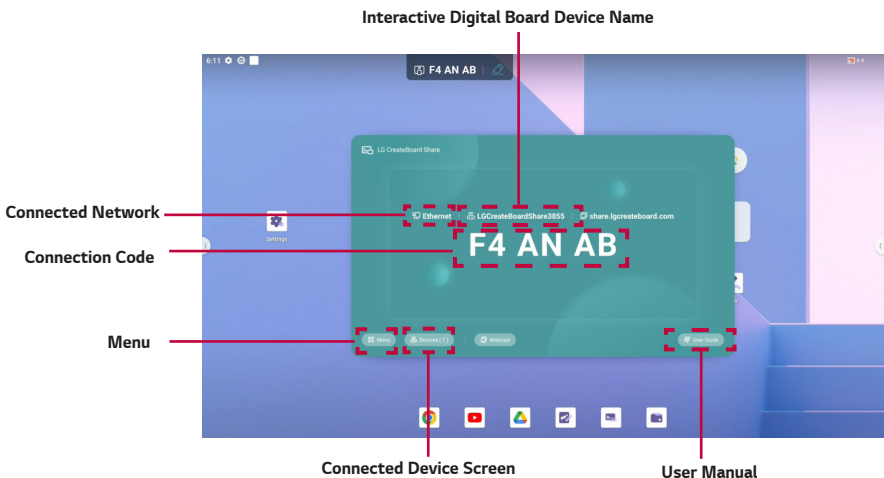 Interactive Digital Board Device Name
6:11
F4 AN AB
LG CreateBoard Share
Connected Network
Ethernet LGCreateBoardShare3855 share.lgcreateboard.com
Settings
Connection Code
F4 AN AB
Menu
Menu Devices ( 1 ) Webcast User Guide
Connected Device Screen
User Manual